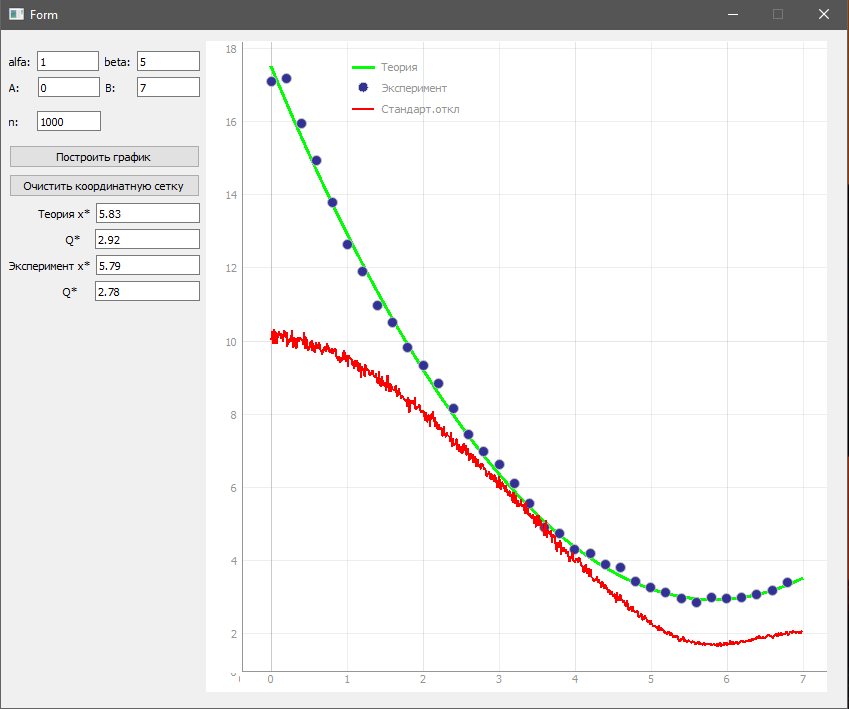 Form
alfa: 1 beta: 5
A: 0 B: 7
n: 1000
Построить график
Очистить координатную сетку
Теория x* 5.83
Q* 2.92
Эксперимент x* 5.79
Q* 2.78
Теория
Эксперимент
Стандарт.откл
18
16
14
12
10
8
6
4
2
0 1 2 3 4 5 6 7